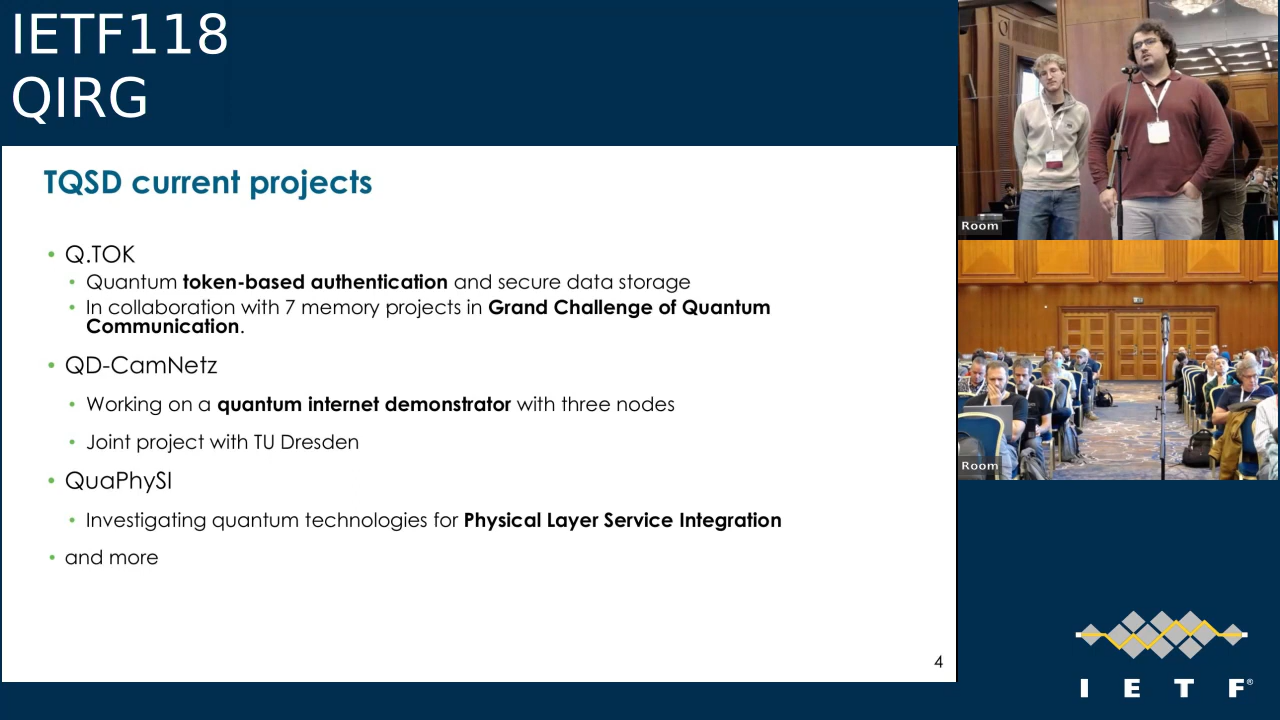 IETF118
QIRG
TQSD current projects
• Q.TOK
• Quantum token-based authentication and secure data storage
• In collaboration with 7 memory projects in Grand Challenge of Quantum
Communication.
• QD-CamNetz
• Working on a quantum internet demonstrator with three nodes
• Joint project with TU Dresden
• QuaPhySI
• Investigating quantum technologies for Physical Layer Service Integration
• and more
4
Room
Room
I E T F®